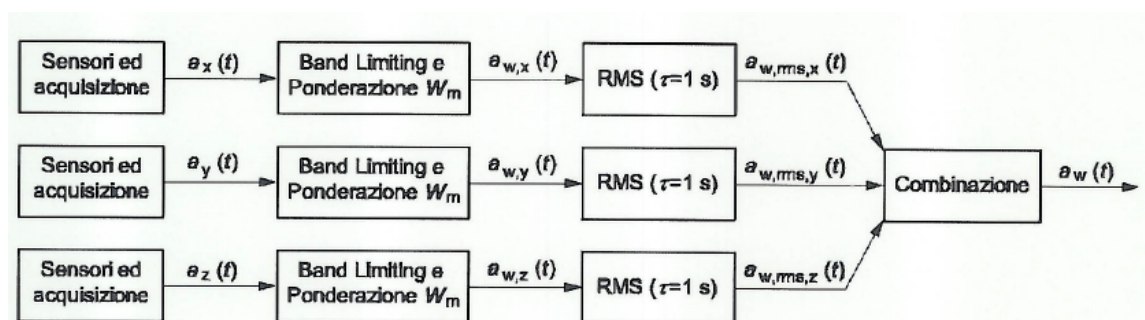 Sensori ed
acquisizione
a_x (t)
Band Limiting e
Ponderazione W_m
a_w,x (t)
RMS (τ=1 s)
a_w,rms,x (t)
Sensori ed
acquisizione
a_y (t)
Band Limiting e
Ponderazione W_m
a_w,y (t)
RMS (τ=1 s)
a_w,rms,y (t)
Combinazione
a_w (t)
Sensori ed
acquisizione
a_z (t)
Band Limiting e
Ponderazione W_m
a_w,z (t)
RMS (τ=1 s)
a_w,rms,z (t)